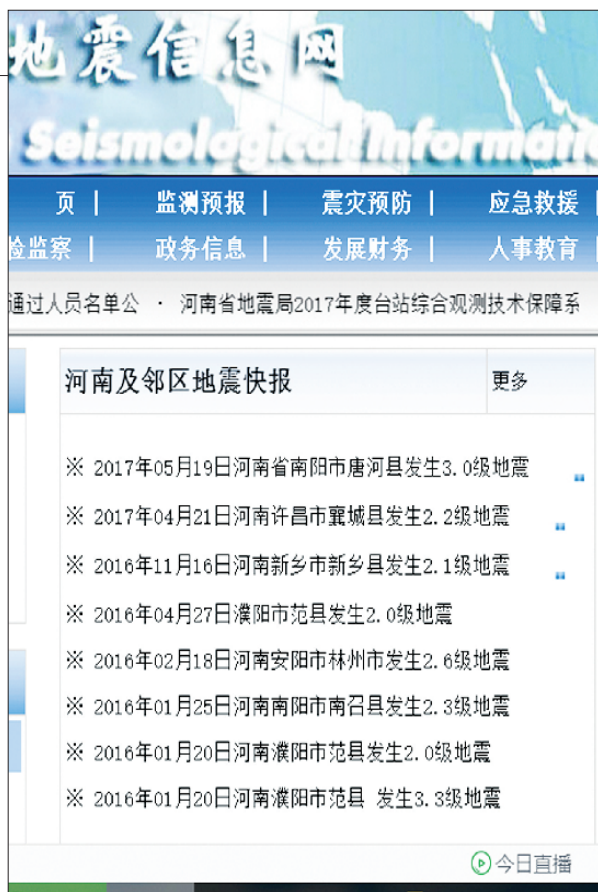 地震信息网
Seismological Informatio
页 | 监测预报 | 震灾预防 | 应急救援 |
检监察 | 政务信息 | 发展财务 | 人事教育 |
通过人员名单公 · 河南省地震局2017年度台站综合观测技术保障系
河南及邻区地震快报 更多
※ 2017年05月19日河南省南阳市唐河县发生3.0级地震
※ 2017年04月21日河南许昌市襄城县发生2.2级地震
※ 2016年11月16日河南新乡市新乡县发生2.1级地震
※ 2016年04月27日濮阳市范县发生2.0级地震
※ 2016年02月18日河南安阳市林州市发生2.6级地震
※ 2016年01月25日河南南阳市南召县发生2.3级地震
※ 2016年01月20日河南濮阳市范县发生2.0级地震
※ 2016年01月20日河南濮阳市范县 发生3.3级地震
今日直播